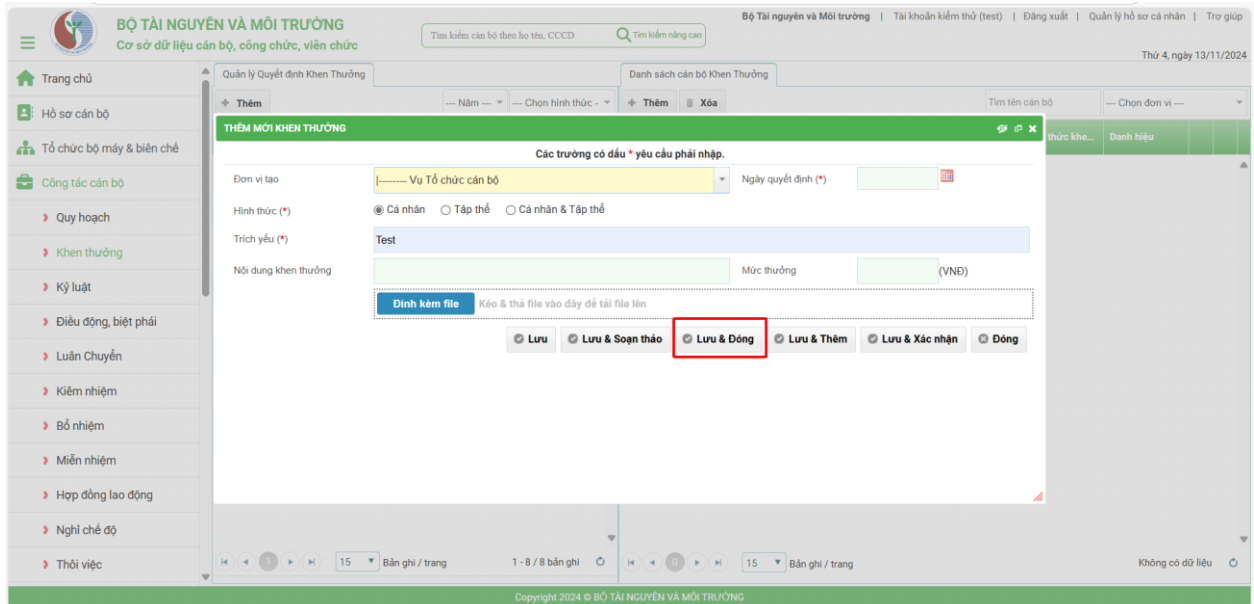 BỘ TÀI NGUYÊN VÀ MÔI TRƯỜNG
Cơ sở dữ liệu cán bộ, công chức, viên chức
Tìm kiếm cán bộ theo họ tên, CCCD
Tìm kiếm nâng cao
Bộ Tài nguyên và Môi trường | Tài khoản kiểm thử (test) | Đăng xuất | Quản lý hồ sơ cá nhân | Trợ giúp
Thứ 4, ngày 13/11/2024
Trang chủ
Hồ sơ cán bộ
Tổ chức bộ máy & biên chế
Công tác cán bộ
Quy hoạch
Khen thưởng
Kỷ luật
Điều động, biệt phái
Luân Chuyển
Kiêm nhiệm
Bổ nhiệm
Miễn nhiệm
Hợp đồng lao động
Nghỉ chế độ
Thôi việc
Quản lý Quyết định Khen Thưởng
Thêm
--- Năm ---
--- Chọn hình thức -
Danh sách cán bộ Khen Thưởng
Thêm
Xóa
Tìm tên cán bộ
--- Chọn đơn vị ---
thức khe...
Danh hiệu
THÊM MỚI KHEN THƯỞNG
Các trường có dấu * yêu cầu phải nhập.
Đơn vị tạo
|-------- Vụ Tổ chức cán bộ
Ngày quyết định (*)
Hình thức (*)
Cá nhân
Tập thể
Cá nhân & Tập thể
Trích yếu (*)
Test
Nội dung khen thưởng
Mức thưởng
(VNĐ)
Đính kèm file
Kéo & thả file vào đây để tải file lên
Lưu
Lưu & Soạn thảo
Lưu & Đóng
Lưu & Thêm
Lưu & Xác nhận
Đóng
1
15
Bản ghi / trang
1 - 8 / 8 bản ghi
0
15
Bản ghi / trang
Không có dữ liệu
Copyright 2024 © BỘ TÀI NGUYÊN VÀ MÔI TRƯỜNG